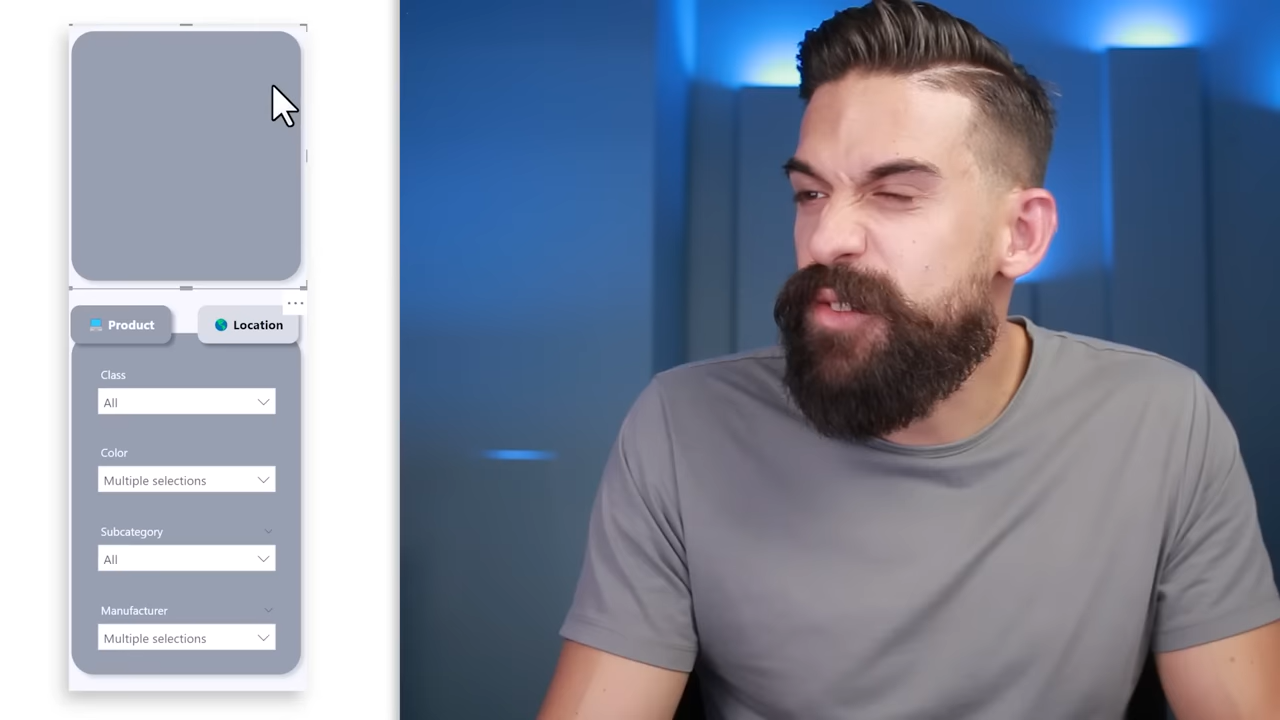 Product
Location
Class
All
Color
Multiple selections
Subcategory
All
Manufacturer
Multiple selections